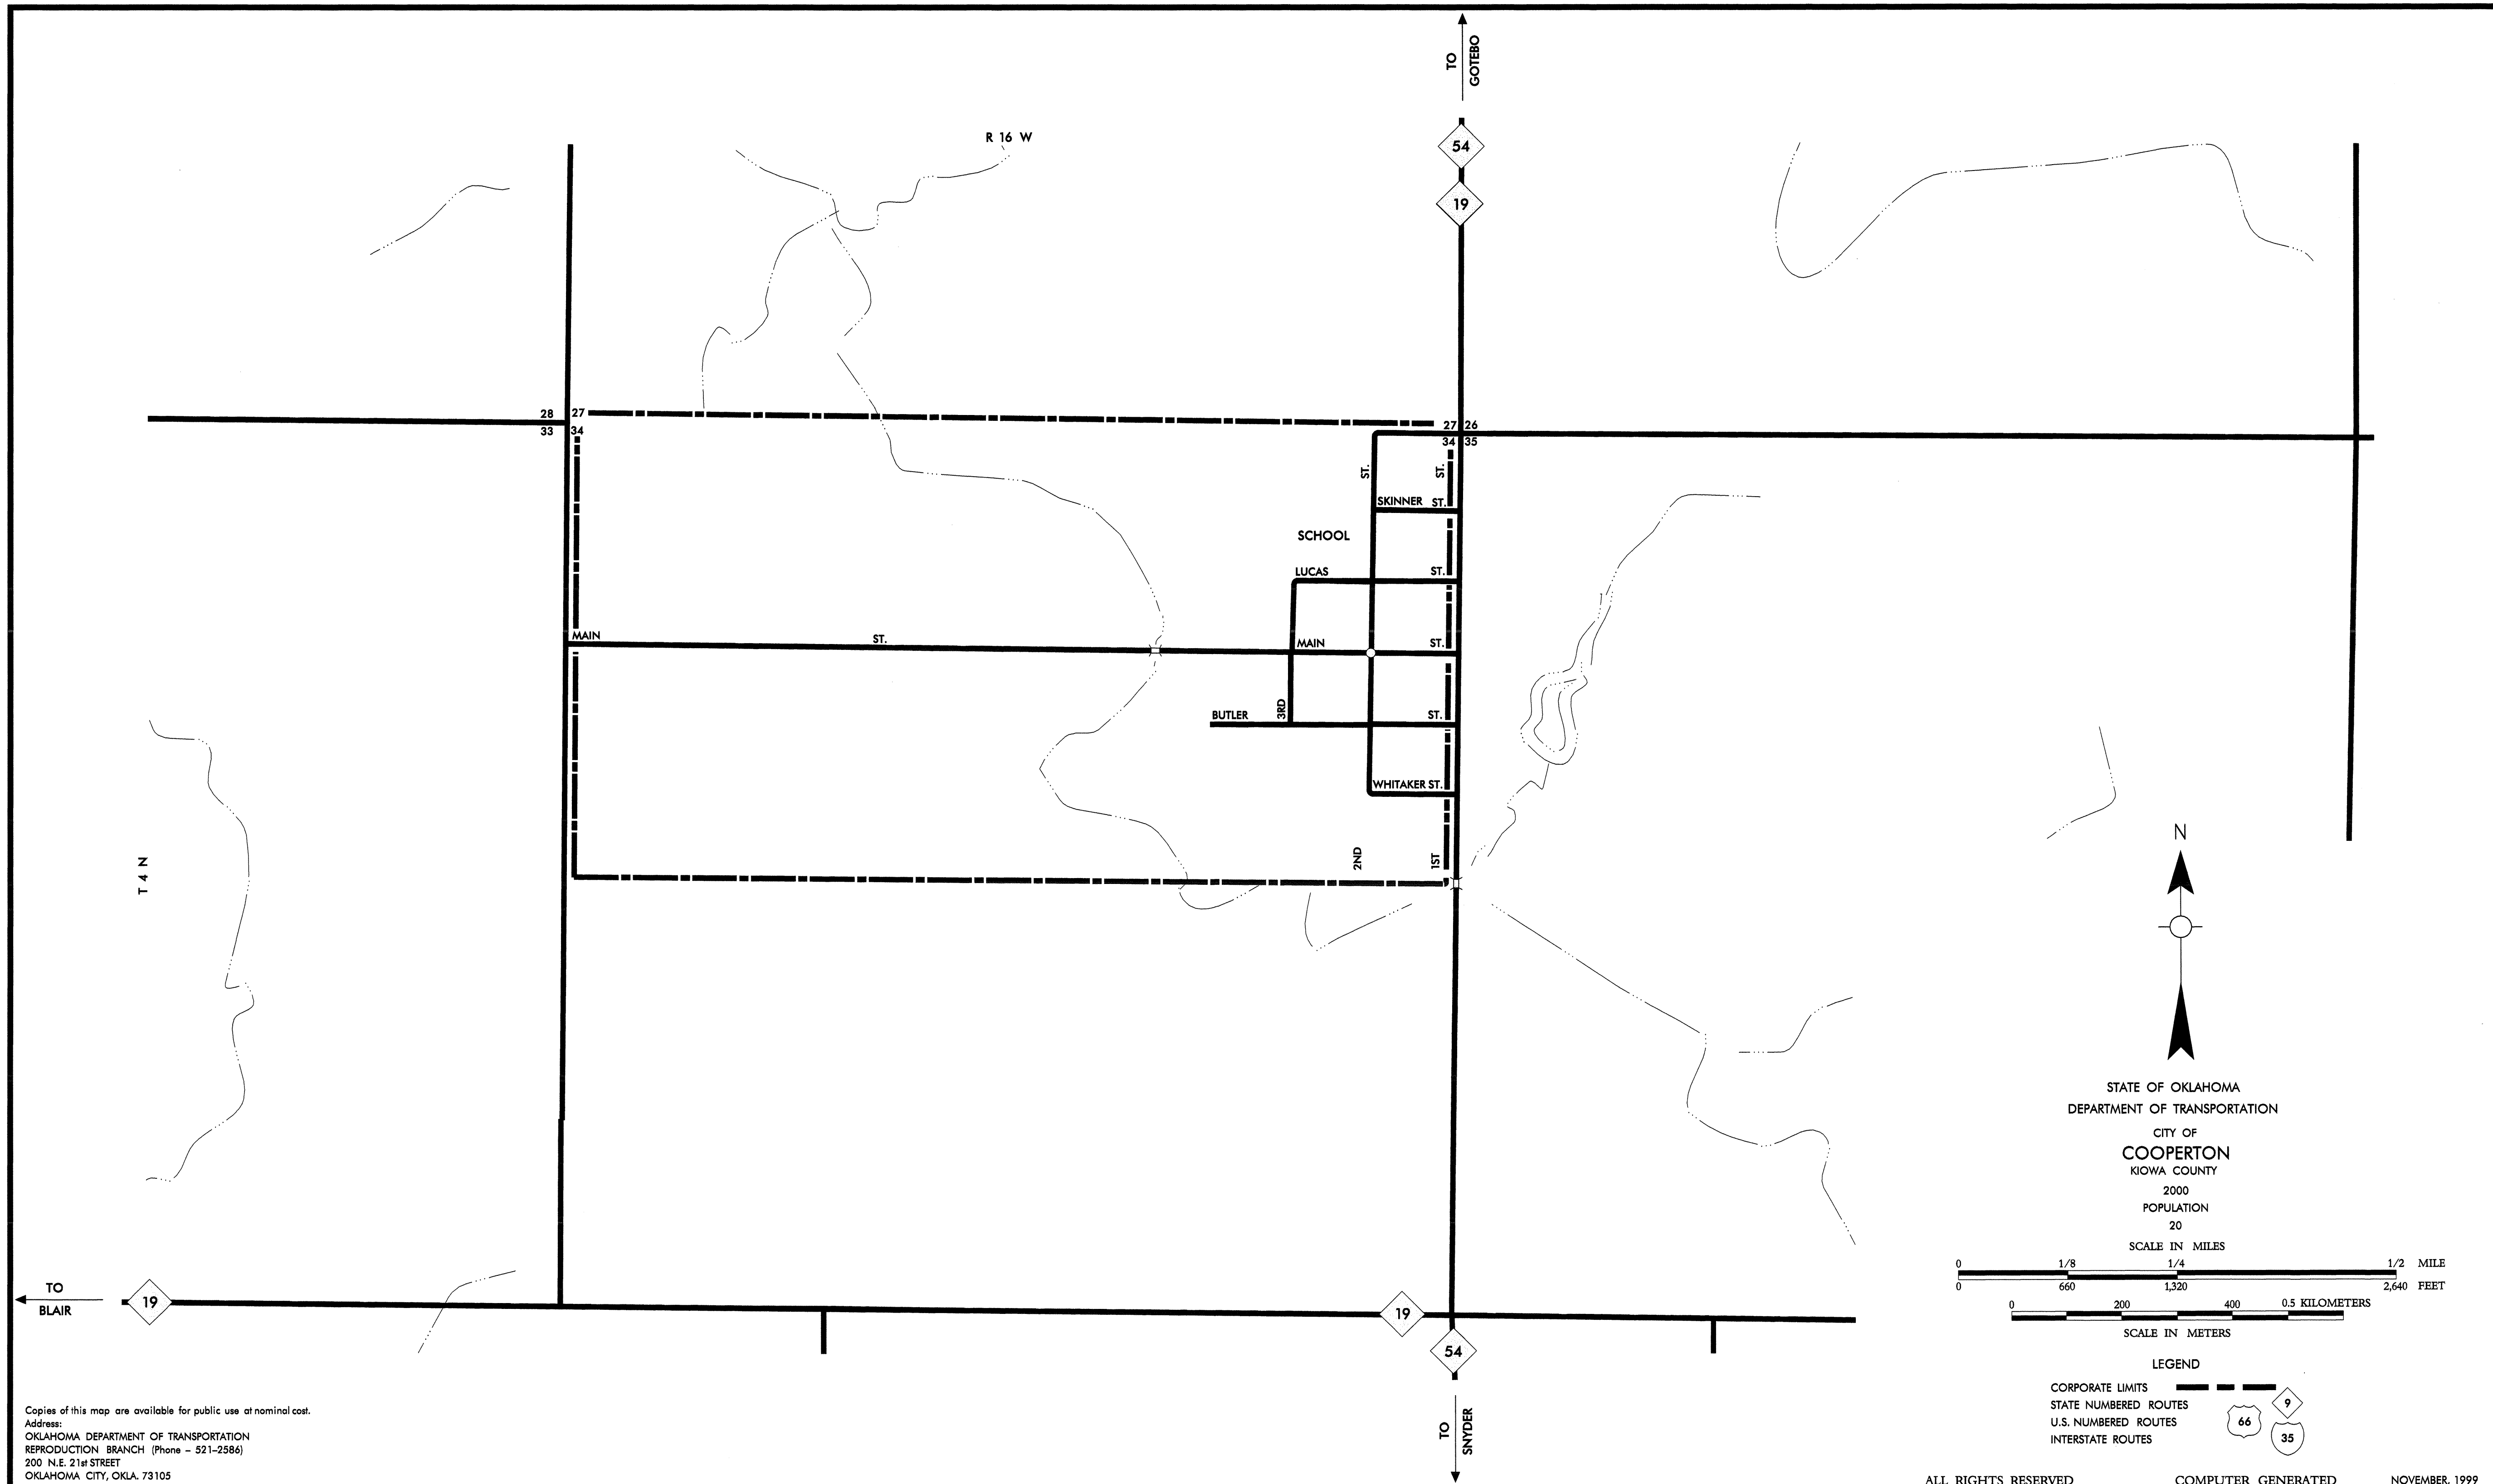 TO GOTEBO
R 16 W
54
19
28 27
33 34
27 26
34 35
ST. ST.
SKINNER ST.
SCHOOL
LUCAS ST.
MAIN ST.
MAIN ST.
3RD
BUTLER ST.
WHITAKER ST.
2ND 1ST
T 4 N
N
STATE OF OKLAHOMA
DEPARTMENT OF TRANSPORTATION
CITY OF
COOPERTON
KIOWA COUNTY
2000
POPULATION
20
SCALE IN MILES
0 1/8 1/4 1/2 MILE
0 660 1,320 2,640 FEET
0 200 400 0.5 KILOMETERS
SCALE IN METERS
TO BLAIR
19
19
54
TO SNYDER
LEGEND
CORPORATE LIMITS
STATE NUMBERED ROUTES 9
U.S. NUMBERED ROUTES 66
INTERSTATE ROUTES 35
Copies of this map are available for public use at nominal cost.
Address:
OKLAHOMA DEPARTMENT OF TRANSPORTATION
REPRODUCTION BRANCH (Phone – 521–2586)
200 N.E. 21st STREET
OKLAHOMA CITY, OKLA. 73105
ALL RIGHTS RESERVED COMPUTER GENERATED NOVEMBER, 1999